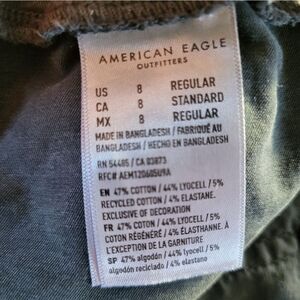 AMERICAN EAGLE
OUTFITTERS
US 8 REGULAR
CA 8 STANDARD
MX 8 REGULAR
MADE IN BANGLADESH / FABRIQUÉ AU
BANGLADESH / HECHO EN BANGLADESH
RN 54485 / CA 03873
RFC# AEMT20605U9A
EN 47% COTTON / 44% LYOCELL / 5%
RECYCLED COTTON / 4% ELASTANE.
EXCLUSIVE OF DECORATION
FR 47% COTON / 44% LYOCELL / 5%
COTON RÉGÉNÉRÉ / 4% ÉLASTHANNE. À
L'EXCEPTION DE LA GARNITURE
SP 47% algodón / 44% lyocell / 5%
algodón reciclado / 4% elastano